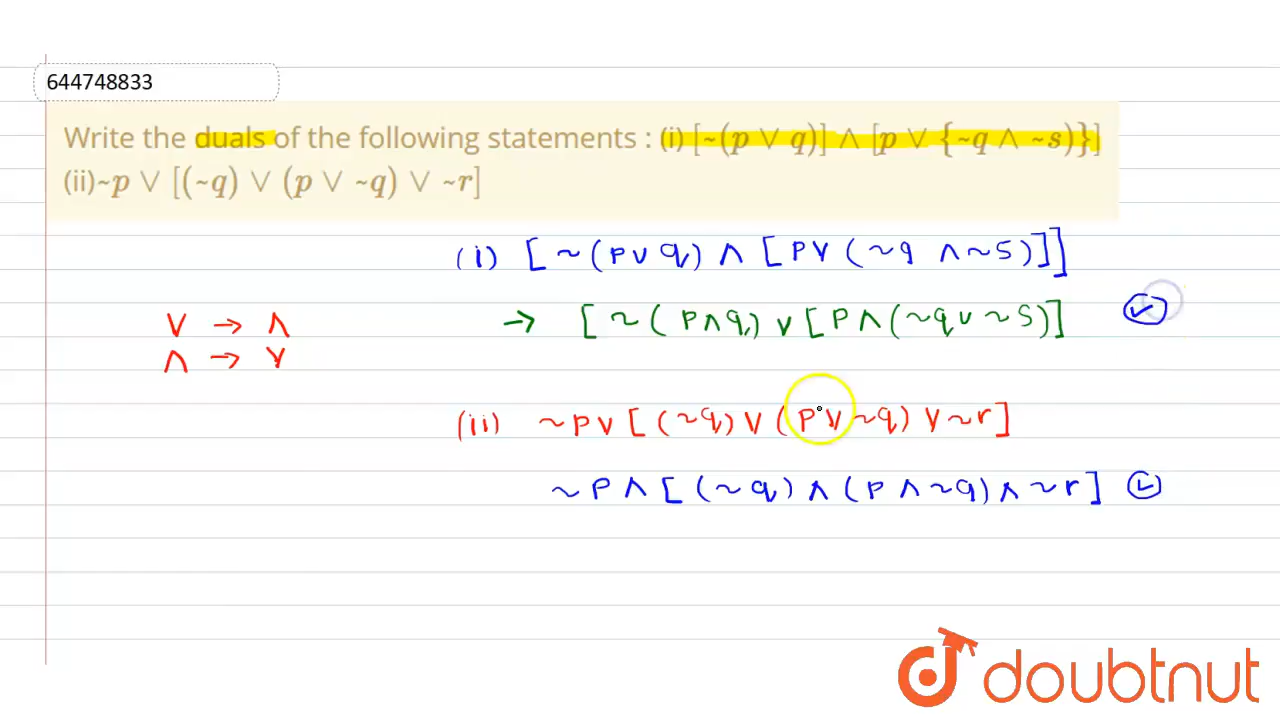 644748833
Write the duals of the following statements : (i) [~(p ∨ q)] ∧ [p ∨ {~q ∧ ~s)}]
(ii)~p ∨ [(~q) ∨ (p ∨ ~q) ∨ ~r]
(i) [~(p∨q) ∧ [p∨(~q ∧~s)]]
∨ → ∧
→ [~(p∧q) ∨ [p∧(~q∨~s)]
∧ → ∨
(ii) ~p∨[(~q)∨(p∨~q)∨~r]
~p∧[(~q)∧(p∧~q)∧~r]
doubtnut